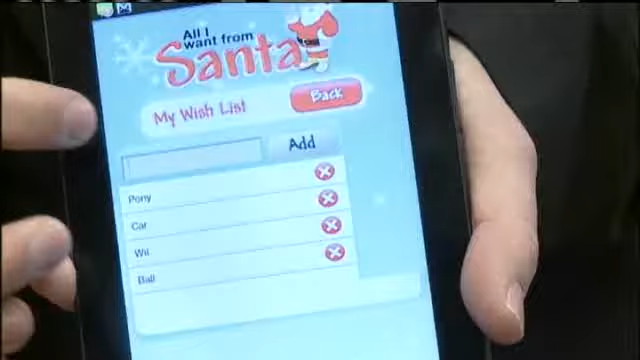 All I
want from
Santa
My Wish List
Back
Add
Pony
Car
Wii
Ball